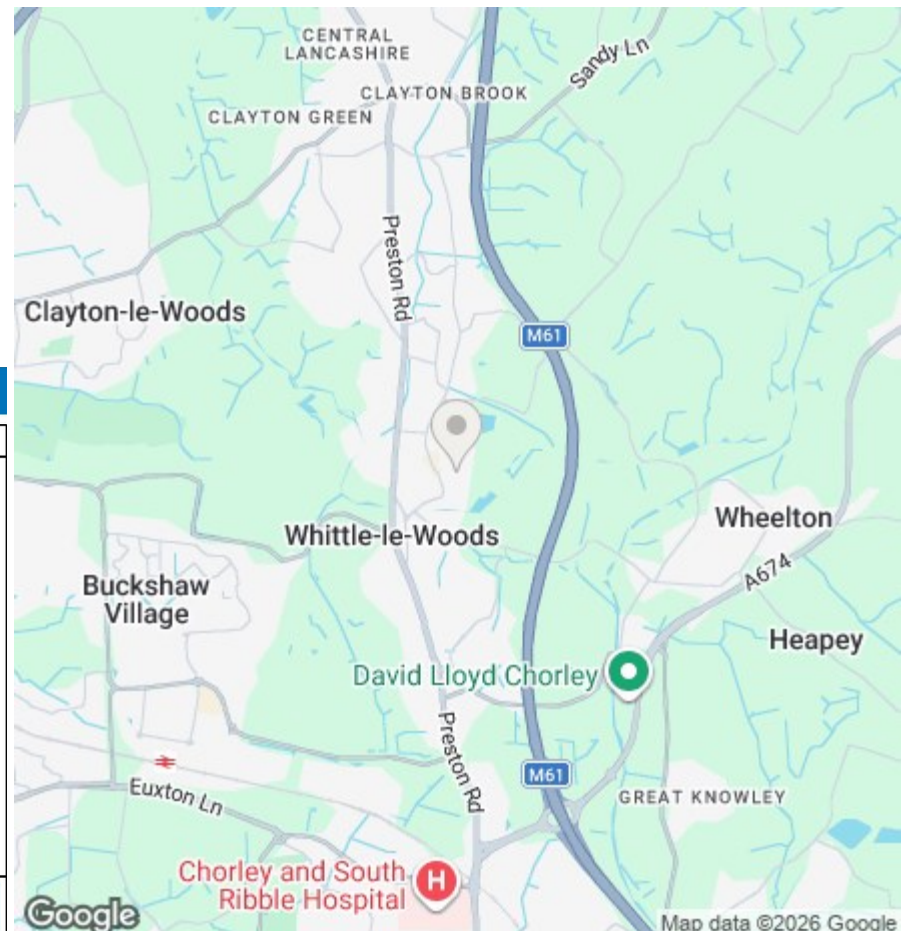 CENTRAL
LANCASHIRE
Sandy Ln
CLAYTON BROOK
CLAYTON GREEN
Preston Rd
Clayton-le-Woods
M61
Wheelton
Whittle-le-Woods
A674
Buckshaw
Village
Heapey
David Lloyd Chorley
Preston Rd
M61
Euxton Ln
GREAT KNOWLEY
Chorley and South
Ribble Hospital
H
Google
Map data ©2026 Google